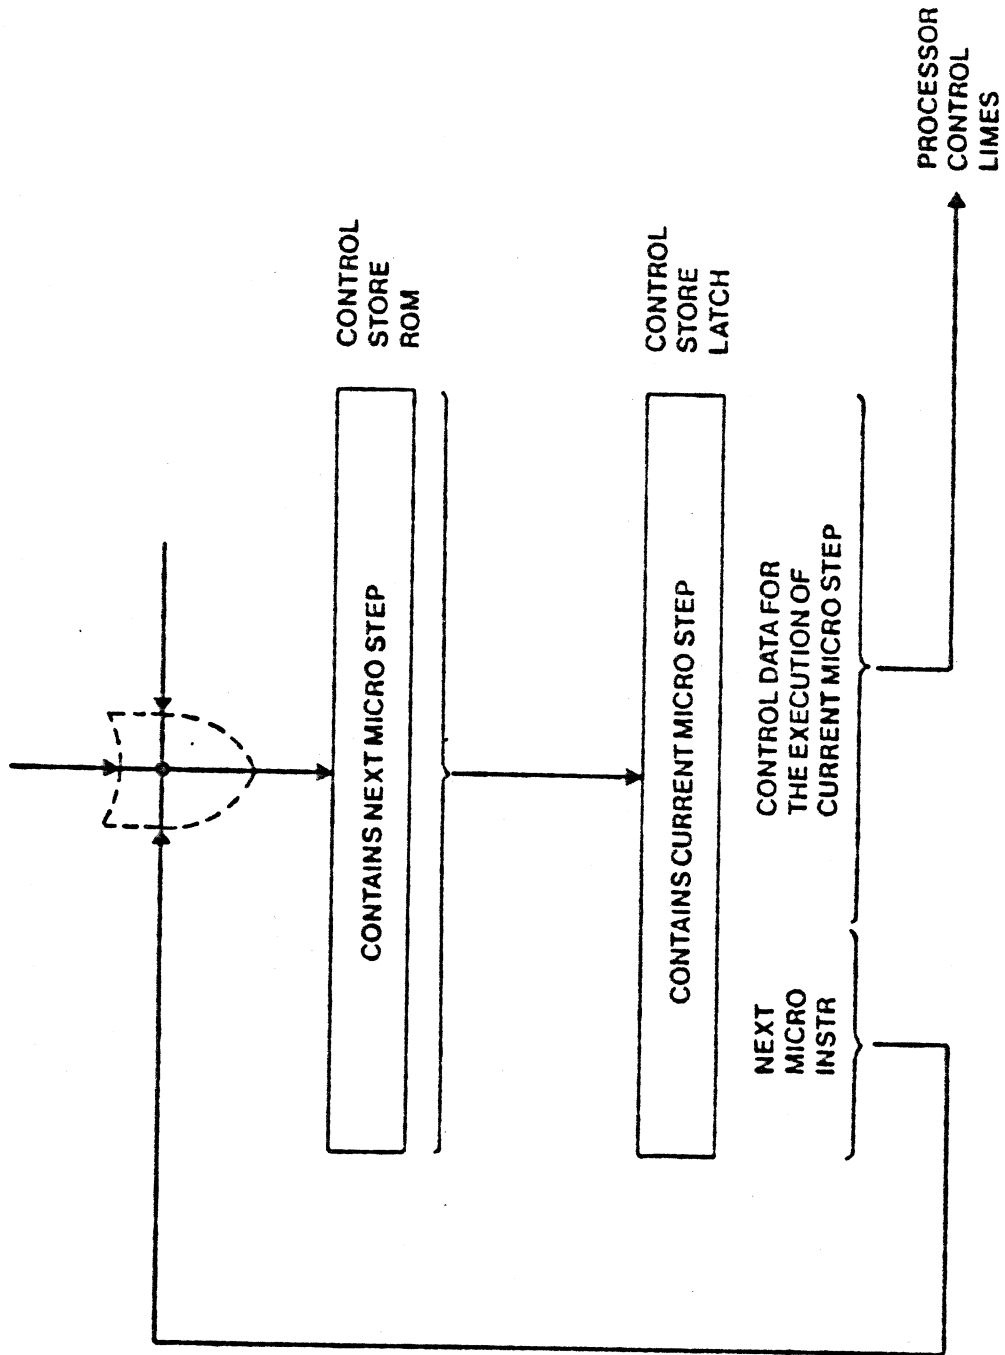 CONTAINS NEXT MICRO STEP
CONTROL
STORE
ROM
CONTAINS CURRENT MICRO STEP
CONTROL
STORE
LATCH
NEXT
MICRO
INSTR
CONTROL DATA FOR
THE EXECUTION OF
CURRENT MICRO STEP
PROCESSOR
CONTROL
LIMES